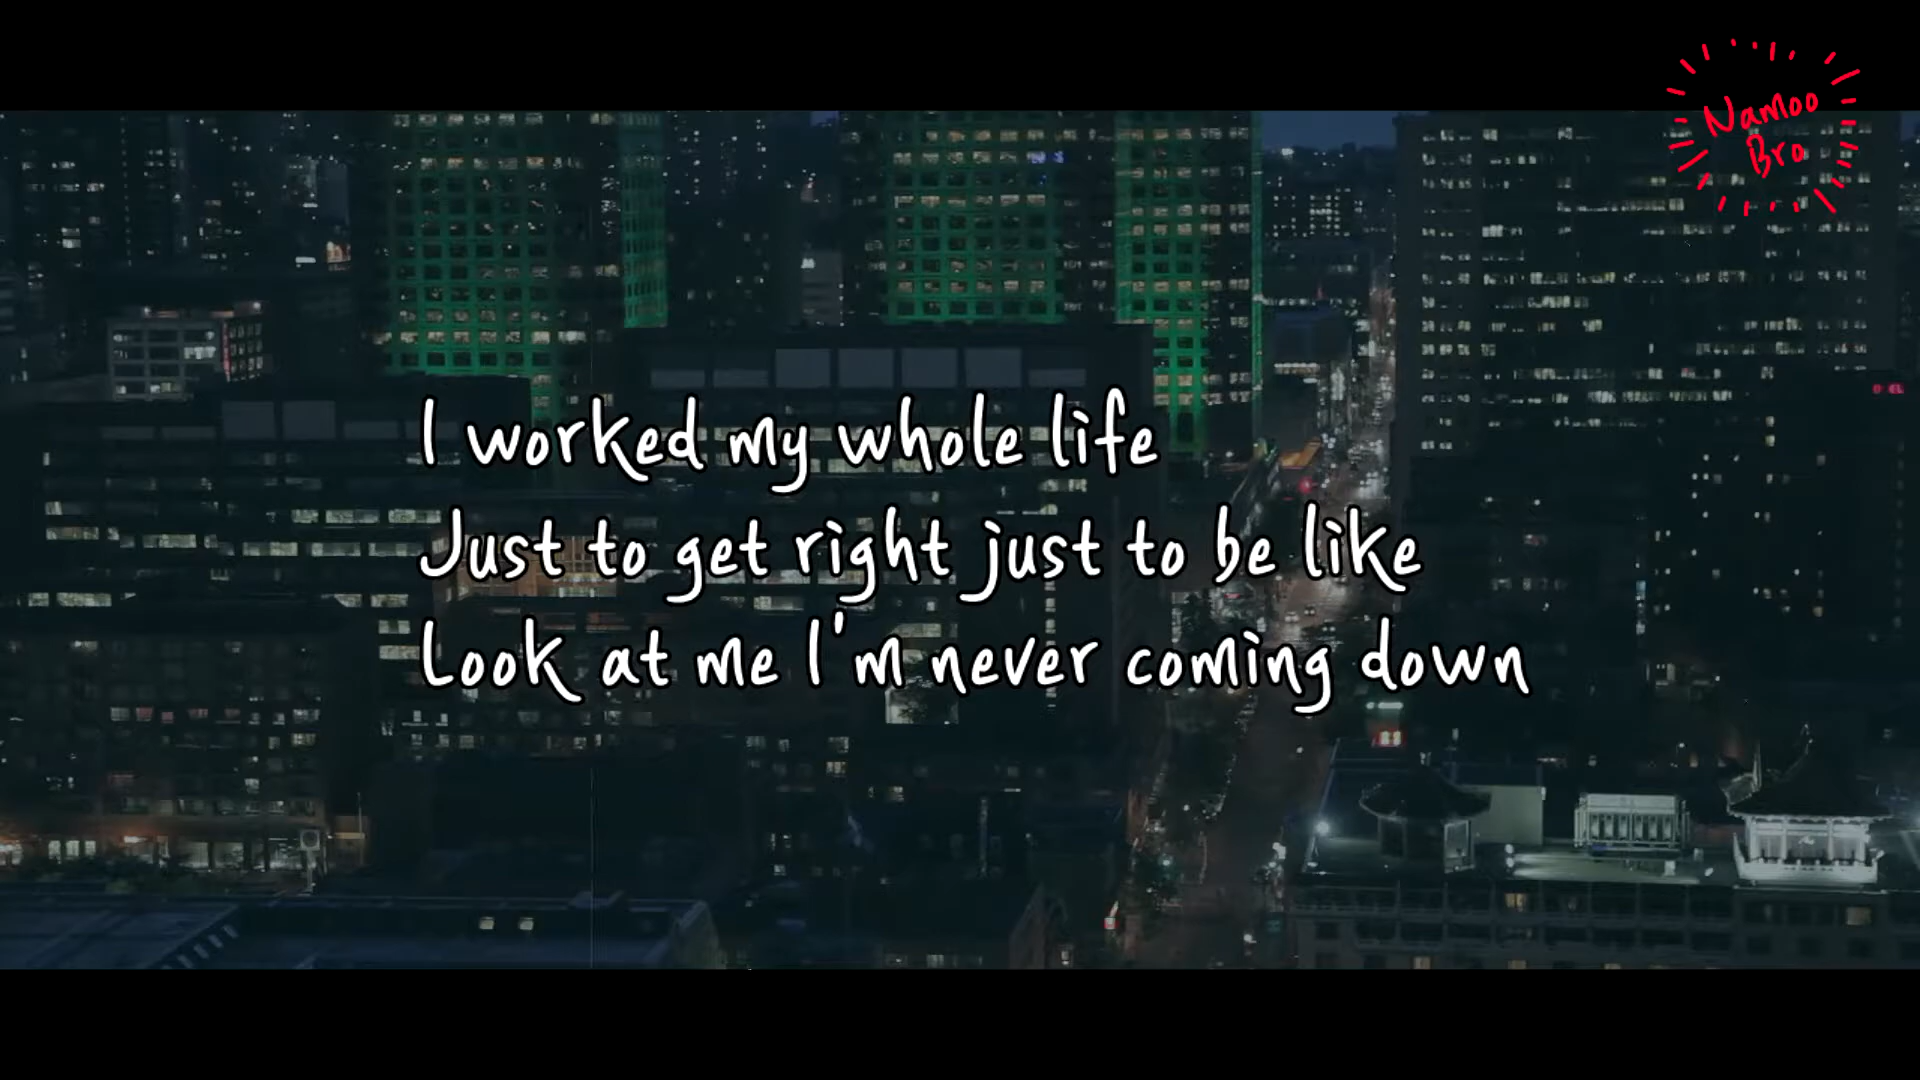 Namoo
Bro
I worked my whole life
Just to get right just to be like
Look at me I'm never coming down